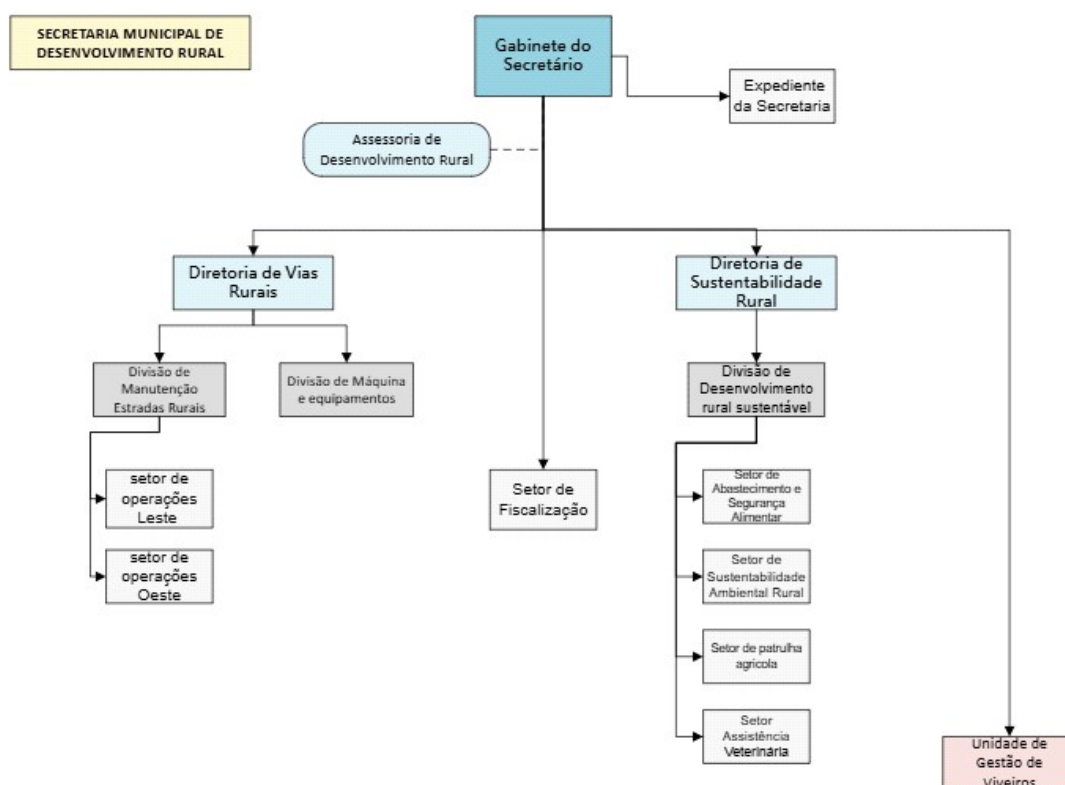 SECRETARIA MUNICIPAL DE
DESENVOLVIMENTO RURAL
Gabinete do
Secretário
Expediente
da Secretaria
Assessoria de
Desenvolvimento Rural
Diretoria de Vias
Rurais
Diretoria de
Sustentabilidade
Rural
Divisão de
Manutenção
Estradas Rurais
Divisão de Máquina
e equipamentos
Divisão de
Desenvolvimento
rural sustentável
setor de
operações
Leste
setor de
operações
Oeste
Setor de
Fiscalização
Setor de
Abastecimento e
Segurança
Alimentar
Setor de
Sustentabilidade
Ambiental Rural
Setor de patrulha
agricola
Setor
Assistência
Veterinária
Unidade de
Gestão de
Viveiros